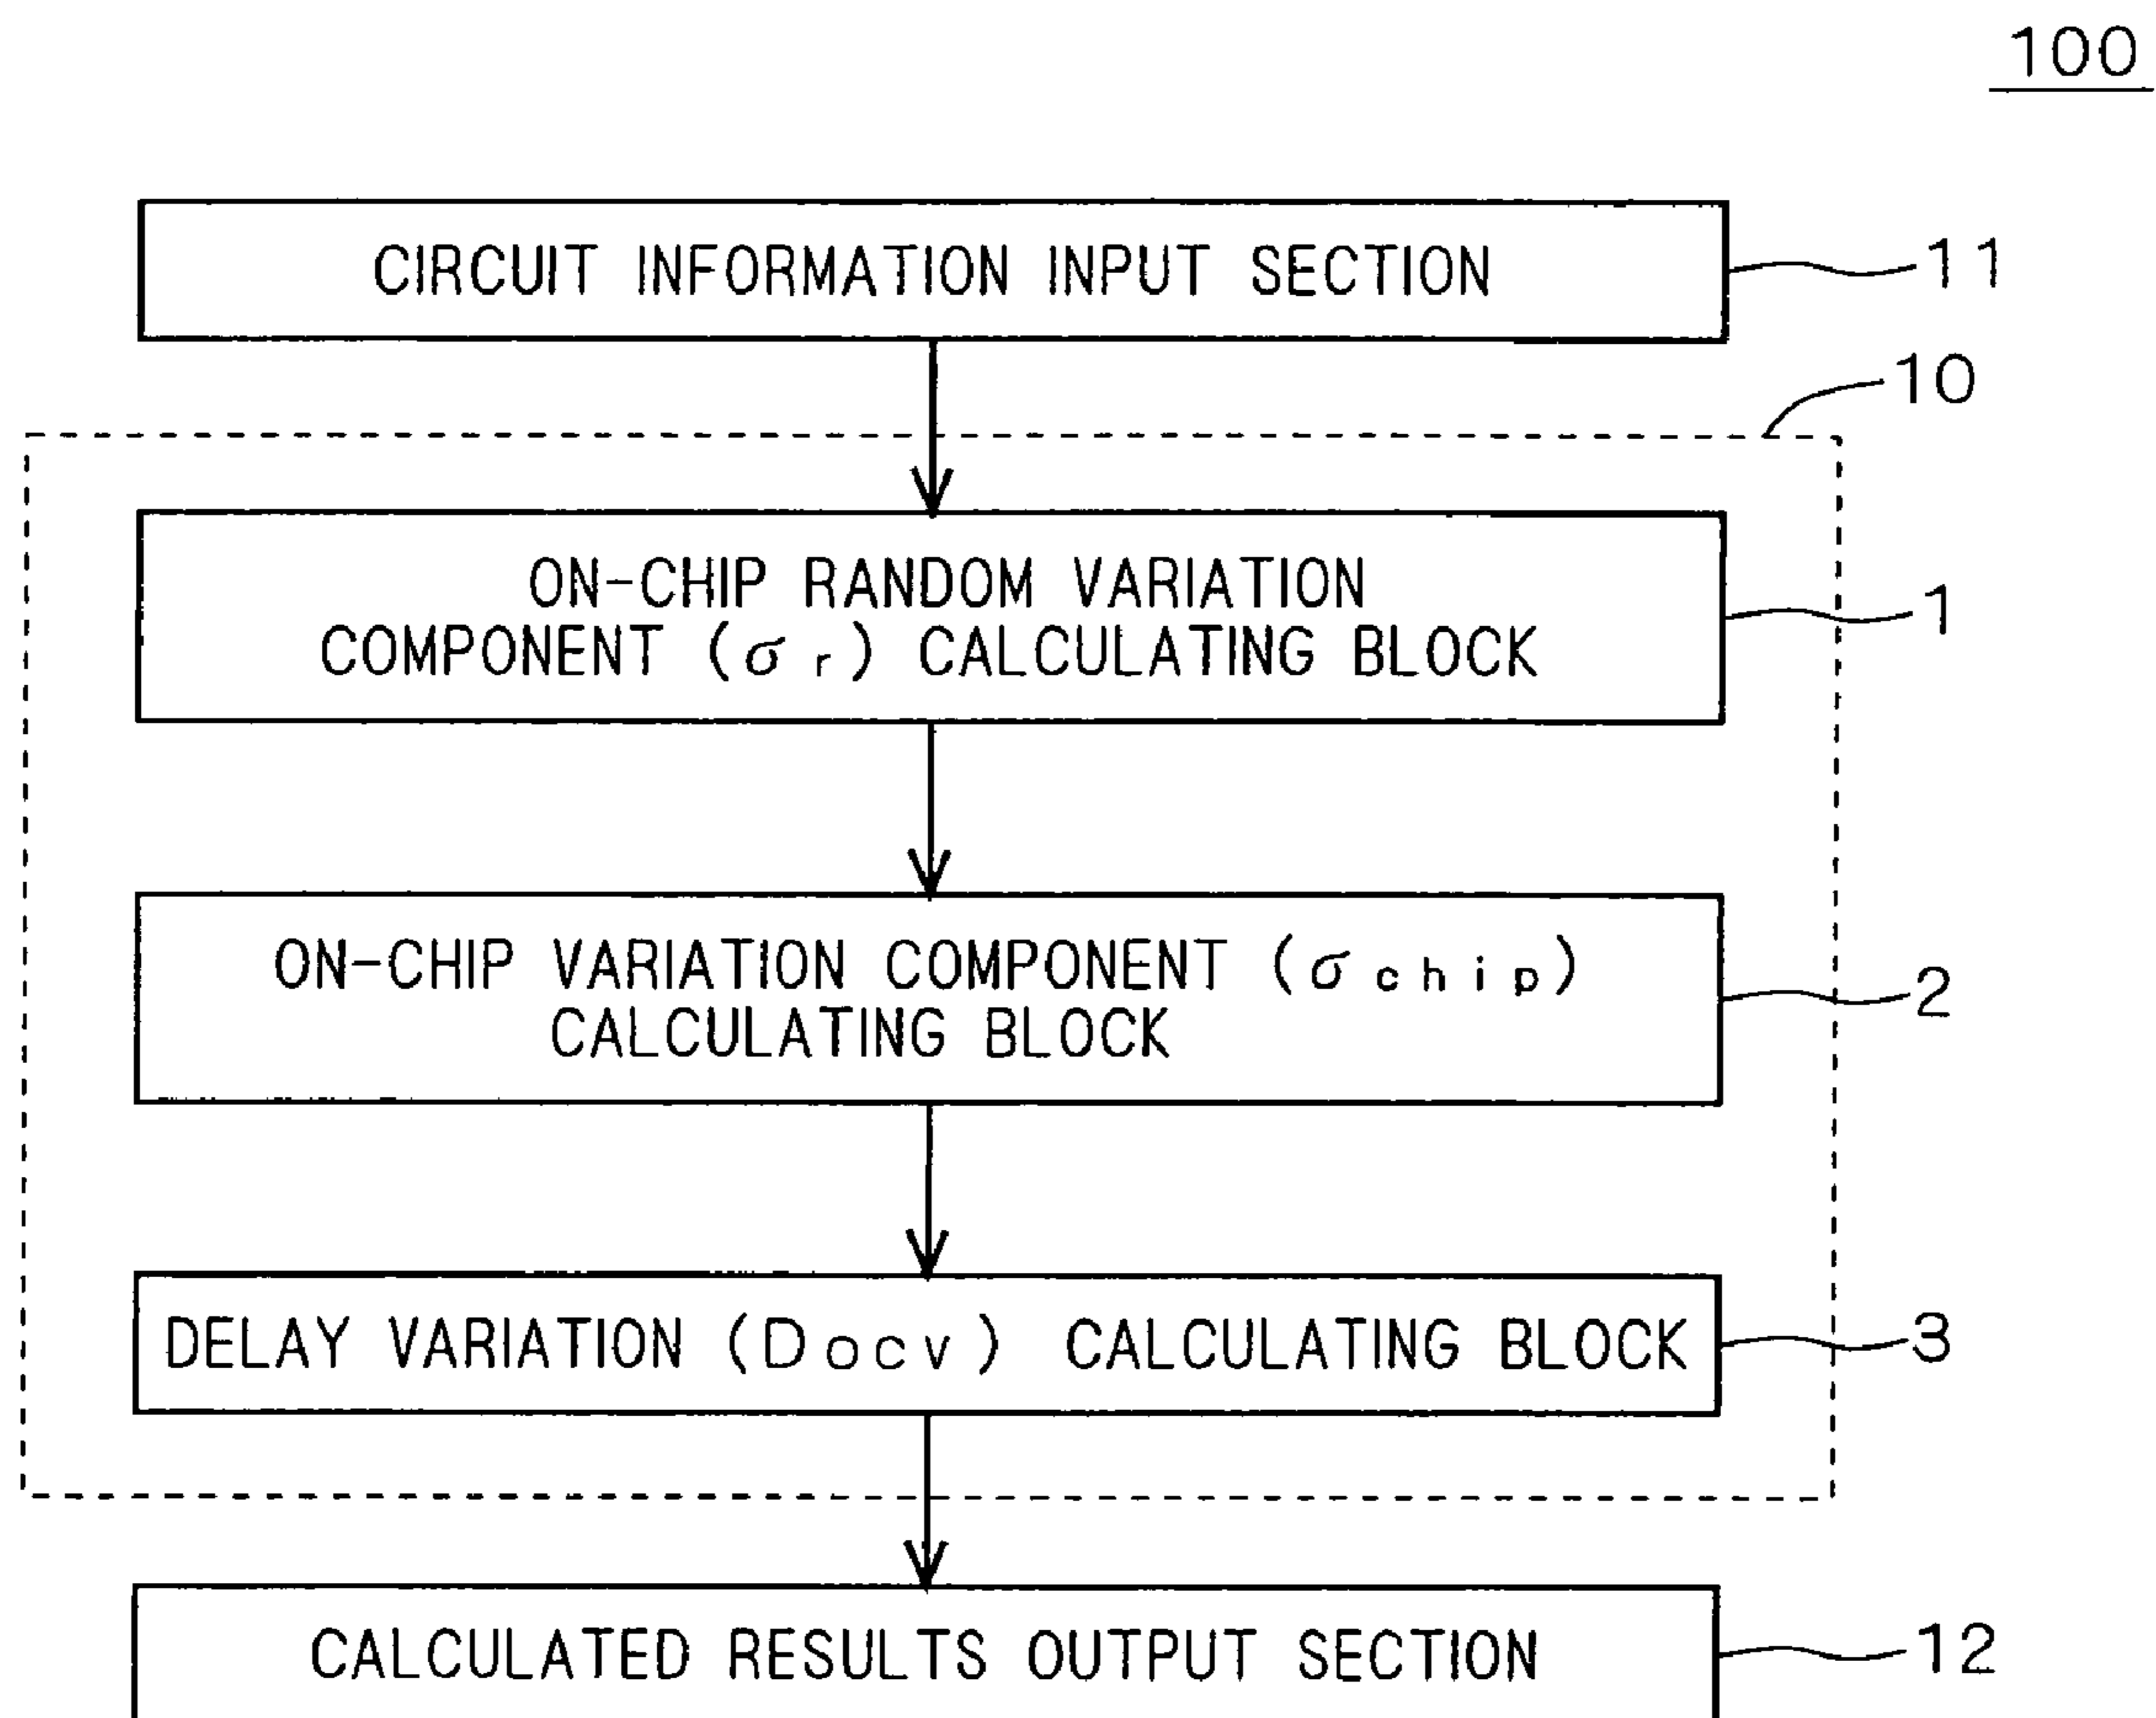 100
CIRCUIT INFORMATION INPUT SECTION
11
10
ON-CHIP RANDOM VARIATION
COMPONENT (σr) CALCULATING BLOCK
1
ON-CHIP VARIATION COMPONENT (σchip)
CALCULATING BLOCK
2
DELAY VARIATION (Docv) CALCULATING BLOCK
3
CALCULATED RESULTS OUTPUT SECTION
12